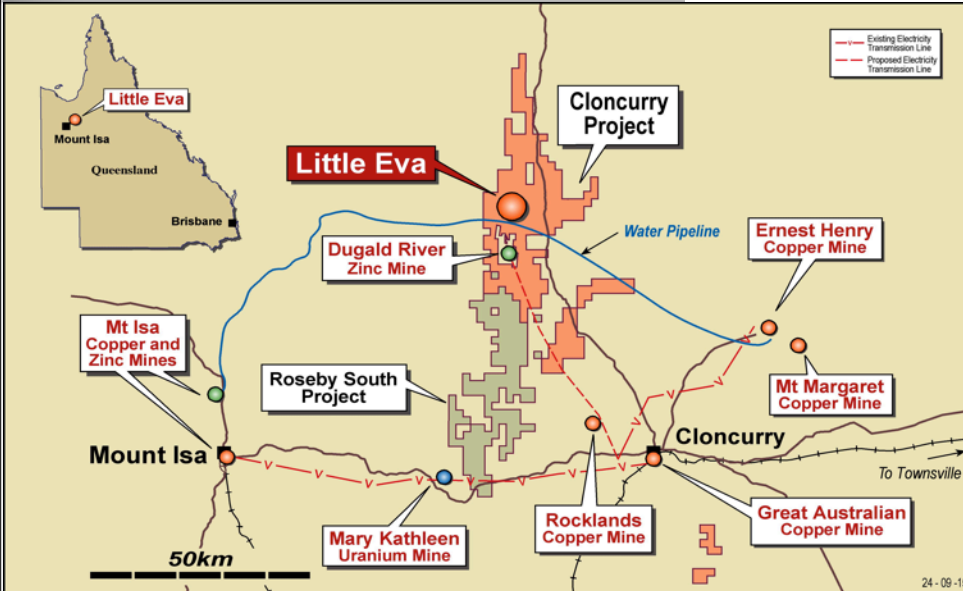 Existing Electricity
Transmission Line
Proposed Electricity
Transmission Line
Little Eva
Mount Isa
Queensland
Brisbane
Cloncurry
Project
Little Eva
Water Pipeline
Ernest Henry
Copper Mine
Dugald River
Zinc Mine
Mt Isa
Copper and
Zinc Mines
Roseby South
Project
Mt Margaret
Copper Mine
Mount Isa
Cloncurry
To Townsville
Mary Kathleen
Uranium Mine
Rocklands
Copper Mine
Great Australian
Copper Mine
50km
24 - 09 -